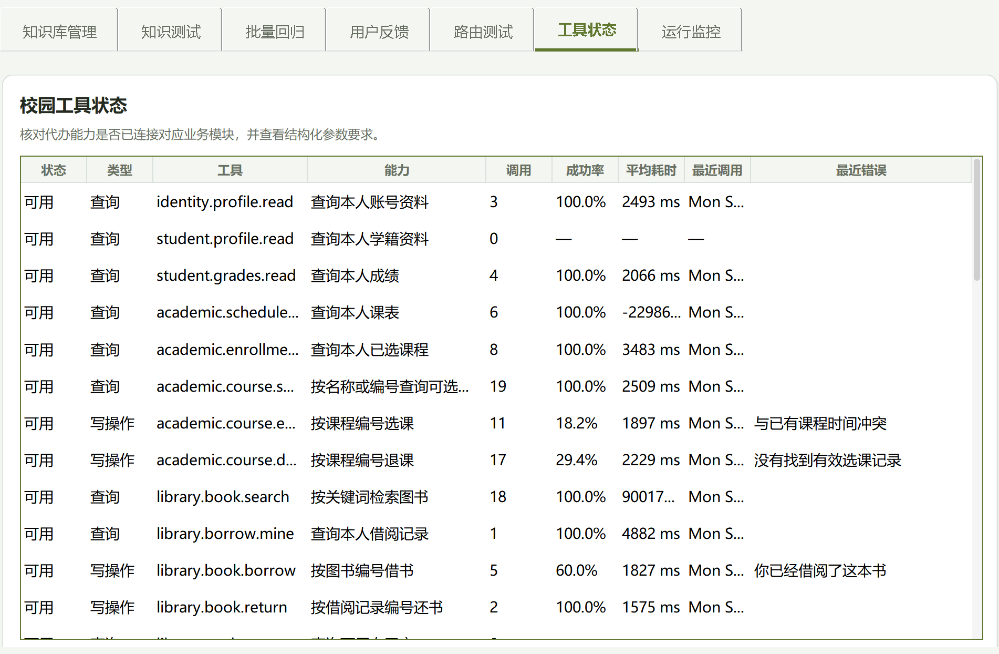 知识库管理 知识测试 批量回归 用户反馈 路由测试 工具状态 运行监控
校园工具状态
核对代办能力是否已连接对应业务模块，并查看结构化参数要求。
状态 类型 工具 能力 调用 成功率 平均耗时 最近调用 最近错误
可用 查询 identity.profile.read 查询本人账号资料 3 100.0% 2493 ms Mon S...
可用 查询 student.profile.read 查询本人学籍资料 0 — — —
可用 查询 student.grades.read 查询本人成绩 4 100.0% 2066 ms Mon S...
可用 查询 academic.schedule... 查询本人课表 6 100.0% -22986... Mon S...
可用 查询 academic.enrollme... 查询本人已选课程 8 100.0% 3483 ms Mon S...
可用 查询 academic.course.s... 按名称或编号查询可选... 19 100.0% 2509 ms Mon S...
可用 写操作 academic.course.e... 按课程编号选课 11 18.2% 1897 ms Mon S... 与已有课程时间冲突
可用 写操作 academic.course.d... 按课程编号退课 17 29.4% 2229 ms Mon S... 没有找到有效选课记录
可用 查询 library.book.search 按关键词检索图书 18 100.0% 90017... Mon S...
可用 查询 library.borrow.mine 查询本人借阅记录 1 100.0% 4882 ms Mon S...
可用 写操作 library.book.borrow 按图书编号借书 5 60.0% 1827 ms Mon S... 你已经借阅了这本书
可用 写操作 library.book.return 按借阅记录编号还书 2 100.0% 1575 ms Mon S...